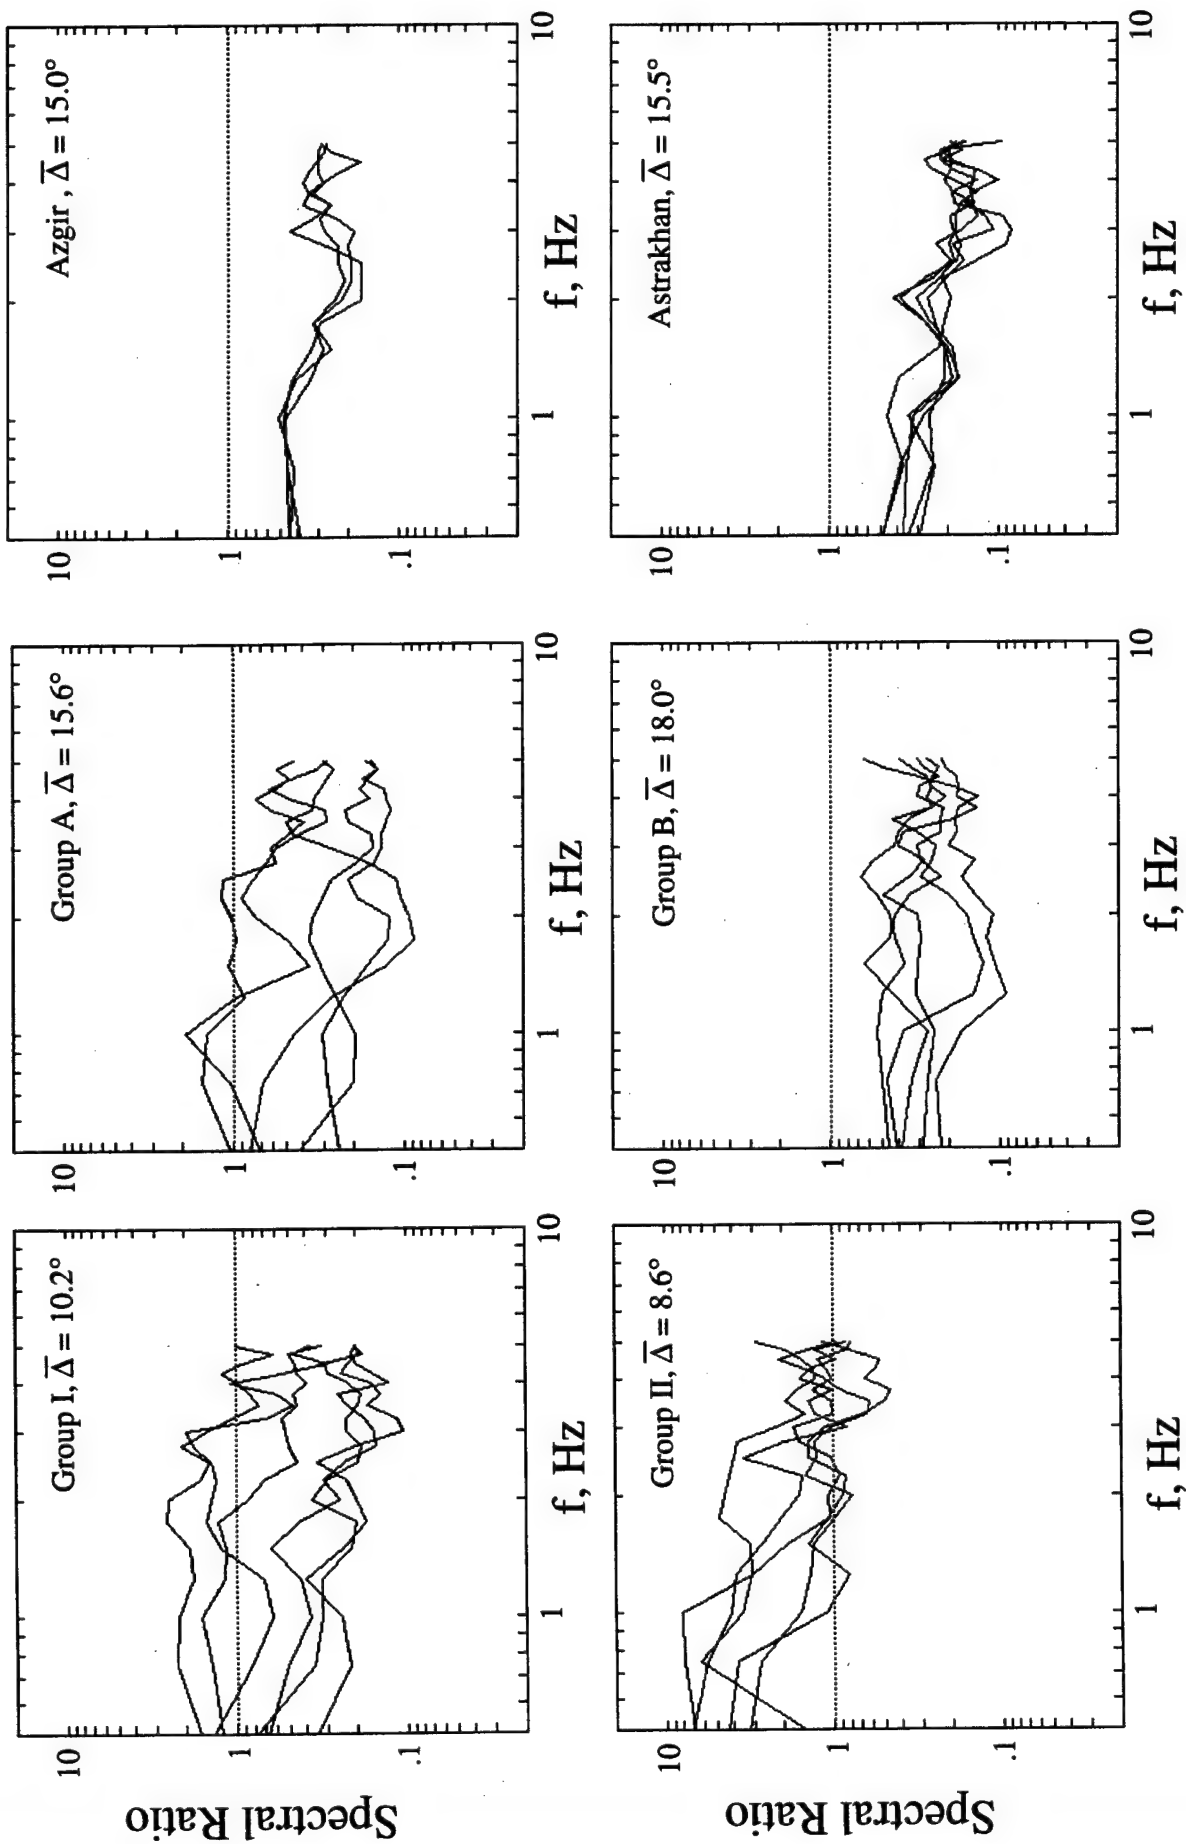 Spectral Ratio
10
1
.1
Group I, Δ̅ = 10.2°
1
10
f, Hz
10
1
.1
Group A, Δ̅ = 15.6°
1
10
f, Hz
10
1
.1
Azgir , Δ̅ = 15.0°
1
10
f, Hz
Spectral Ratio
10
1
.1
Group II, Δ̅ = 8.6°
1
10
f, Hz
10
1
.1
Group B, Δ̅ = 18.0°
1
10
f, Hz
10
1
.1
Astrakhan, Δ̅ = 15.5°
1
10
f, Hz